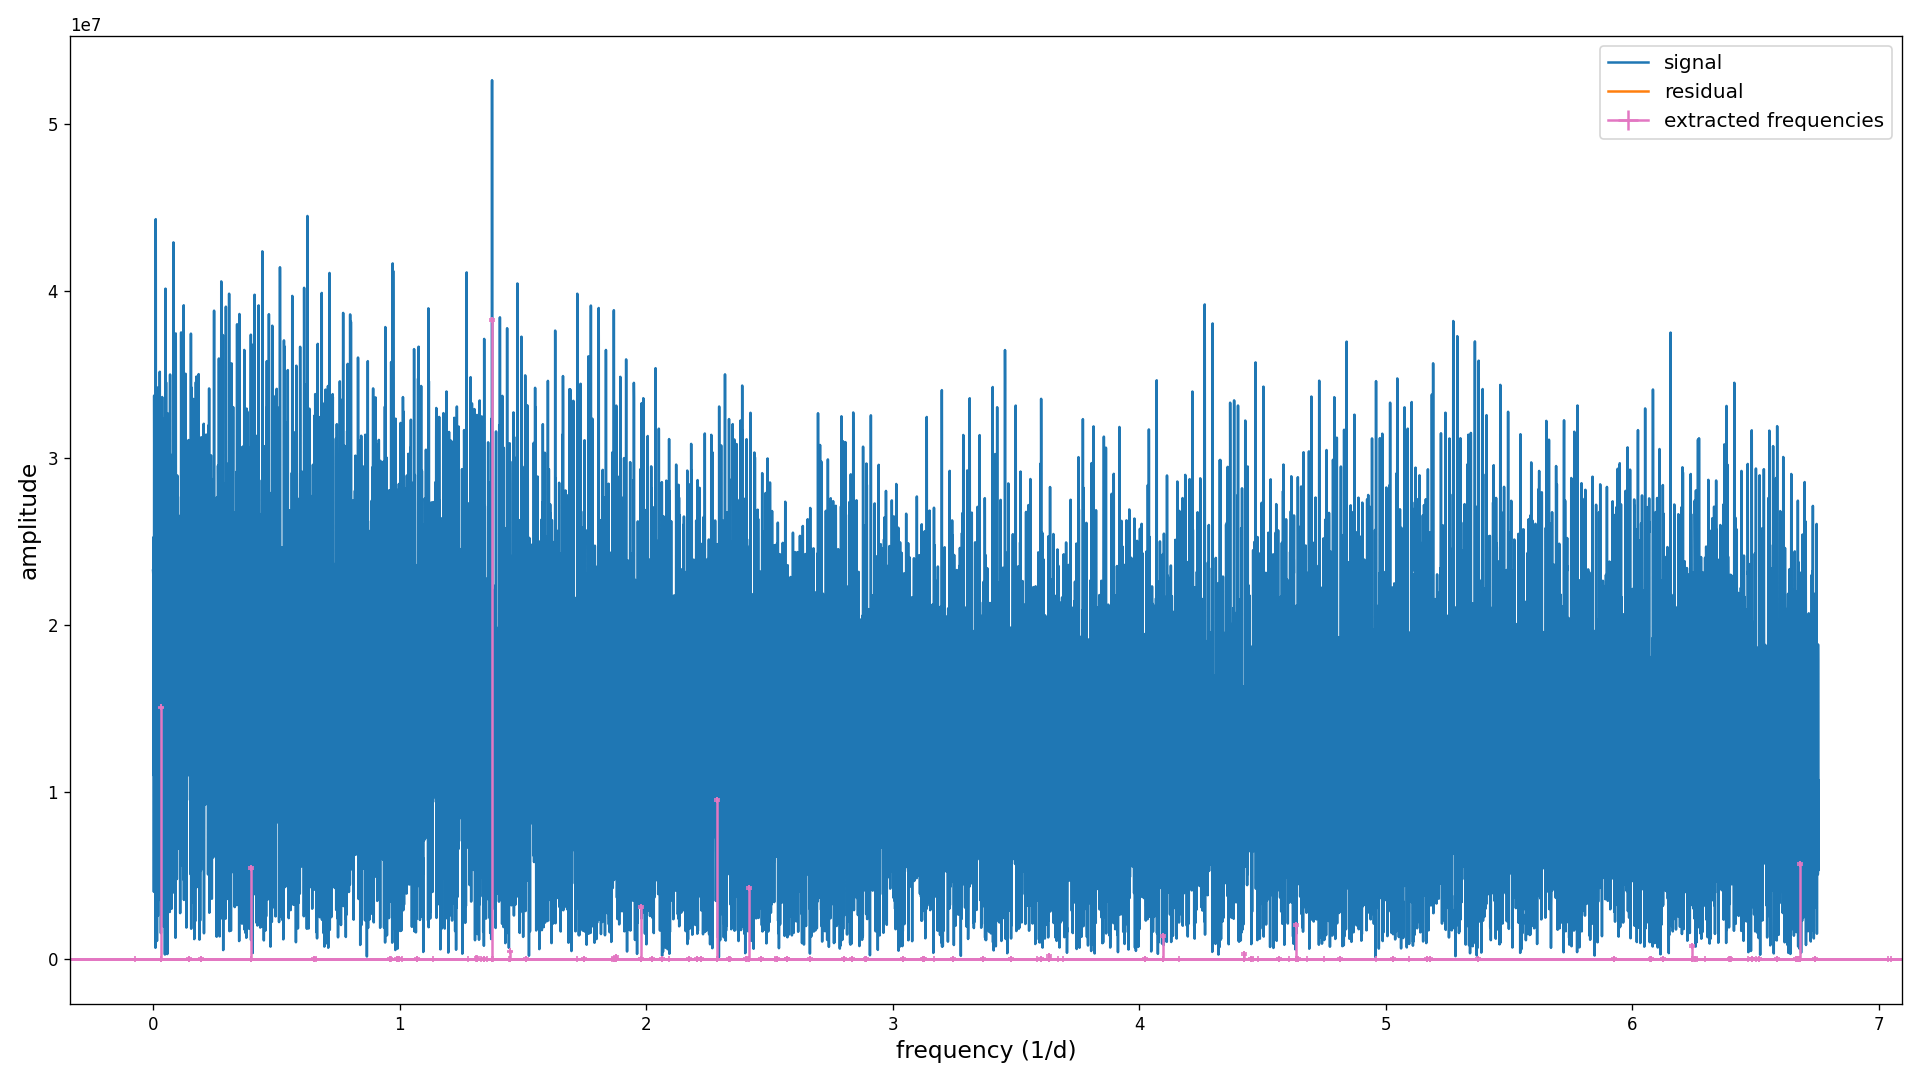 1e7
signal
residual
extracted frequencies
5
4
3
2
1
0
amplitude
0 1 2 3 4 5 6 7
frequency (1/d)